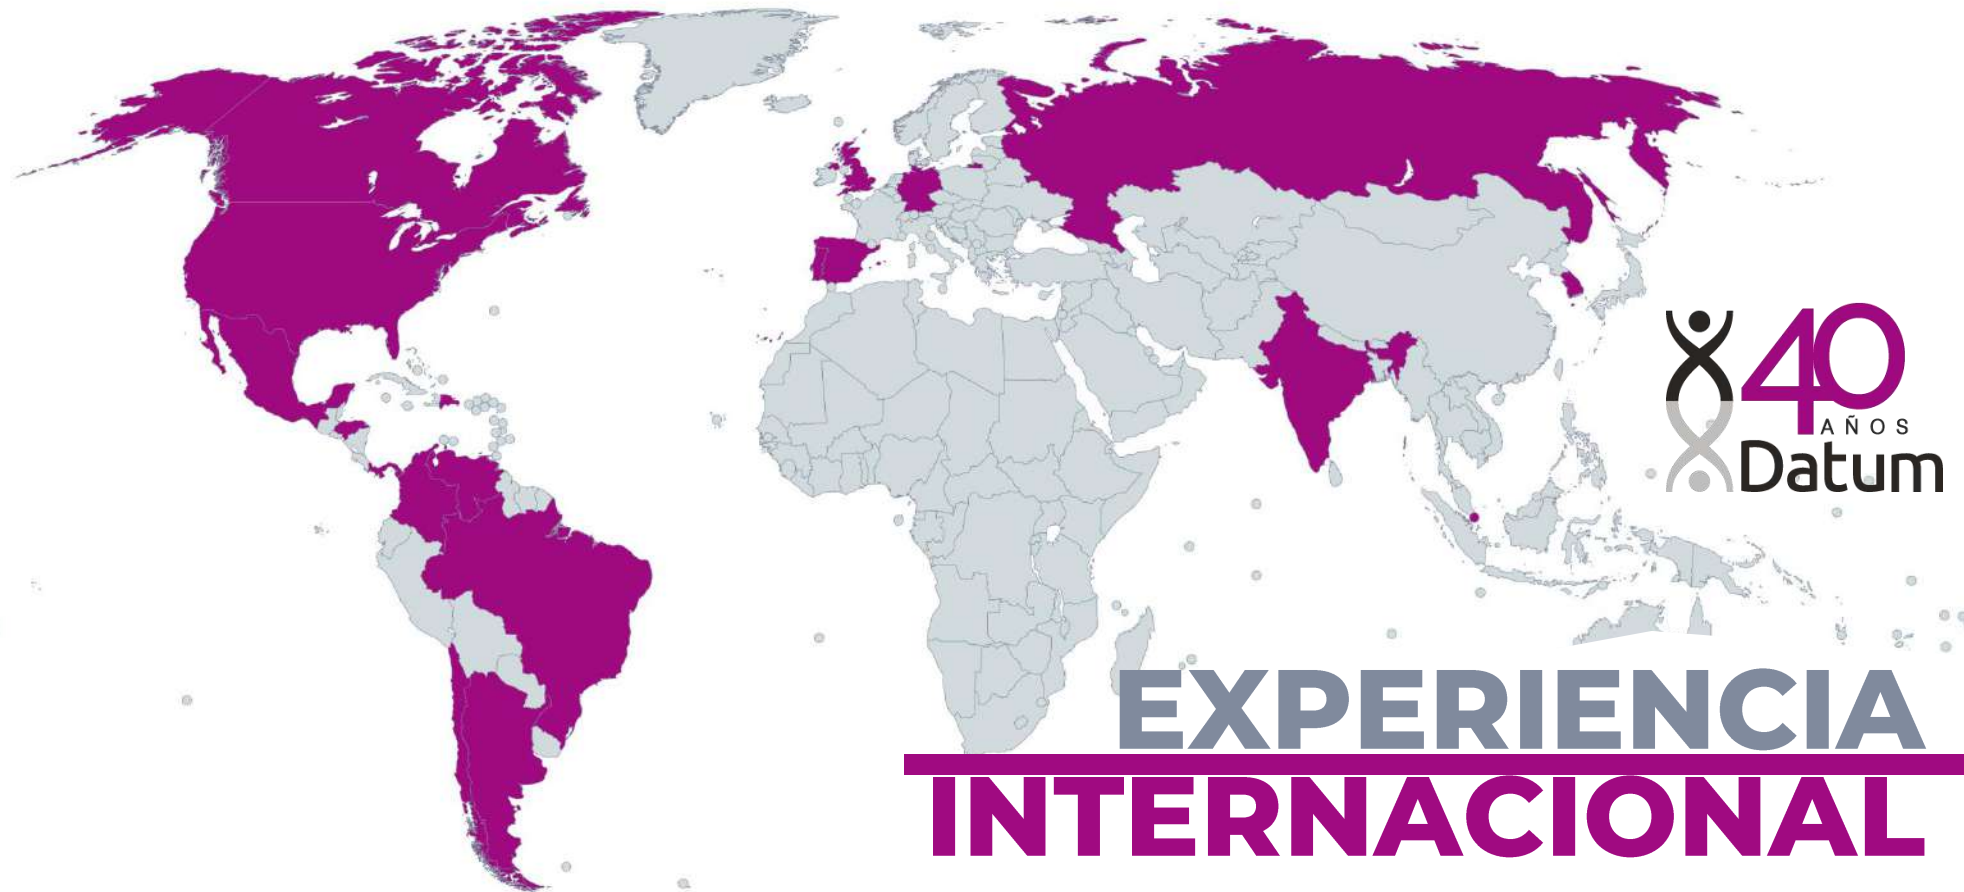 40
AÑOS
Datum
EXPERIENCIA
INTERNACIONAL